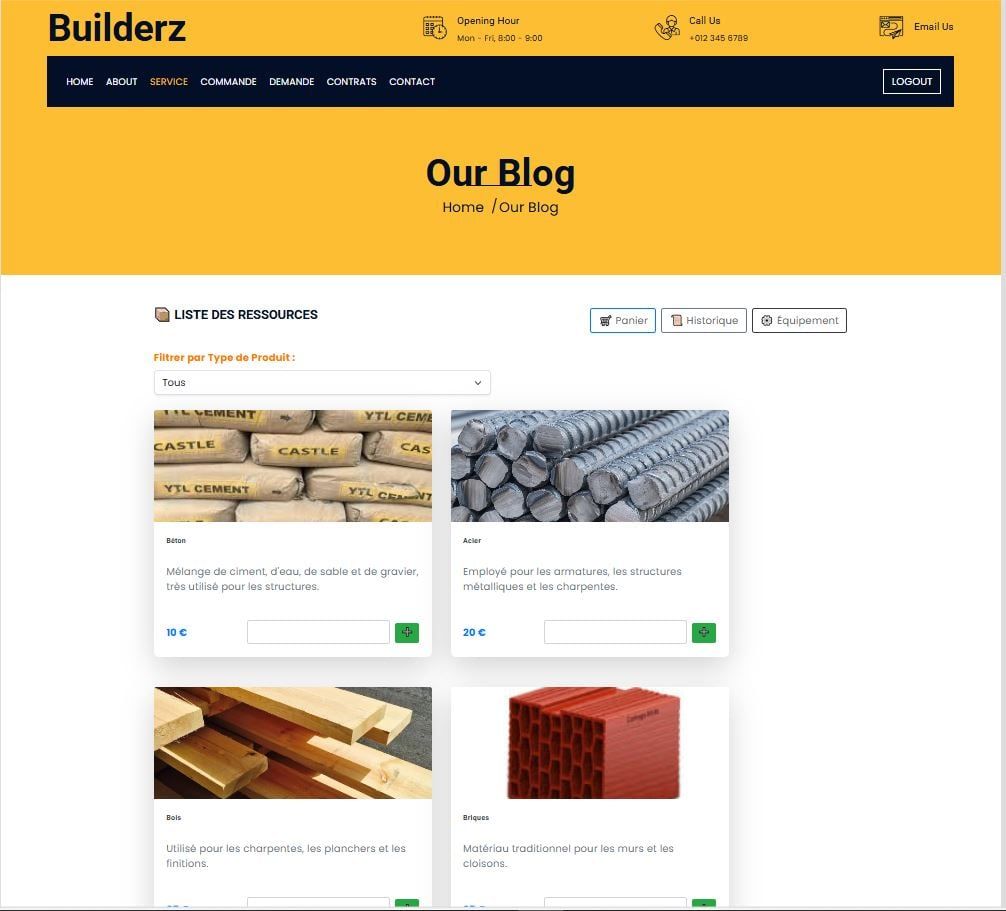 Builderz
Opening Hour
Mon - Fri, 8:00 - 9:00
Call Us
+012 345 6789
Email Us
HOME ABOUT SERVICE COMMANDE DEMANDE CONTRATS CONTACT
LOGOUT
Our Blog
Home / Our Blog
LISTE DES RESSOURCES
Panier
Historique
Équipement
Filtrer par Type de Produit :
Tous
YTL CEMENT
YTL CEM
CASTLE
CASTLE
CAS
YTL CEMENT
YTL CEMENT
Béton
Mélange de ciment, d'eau, de sable et de gravier,
très utilisé pour les structures.
10 €
Acier
Employé pour les armatures, les structures
métalliques et les charpentes.
20 €
Bois
Utilisé pour les charpentes, les planchers et les
finitions.
Briques
Matériau traditionnel pour les murs et les
cloisons.